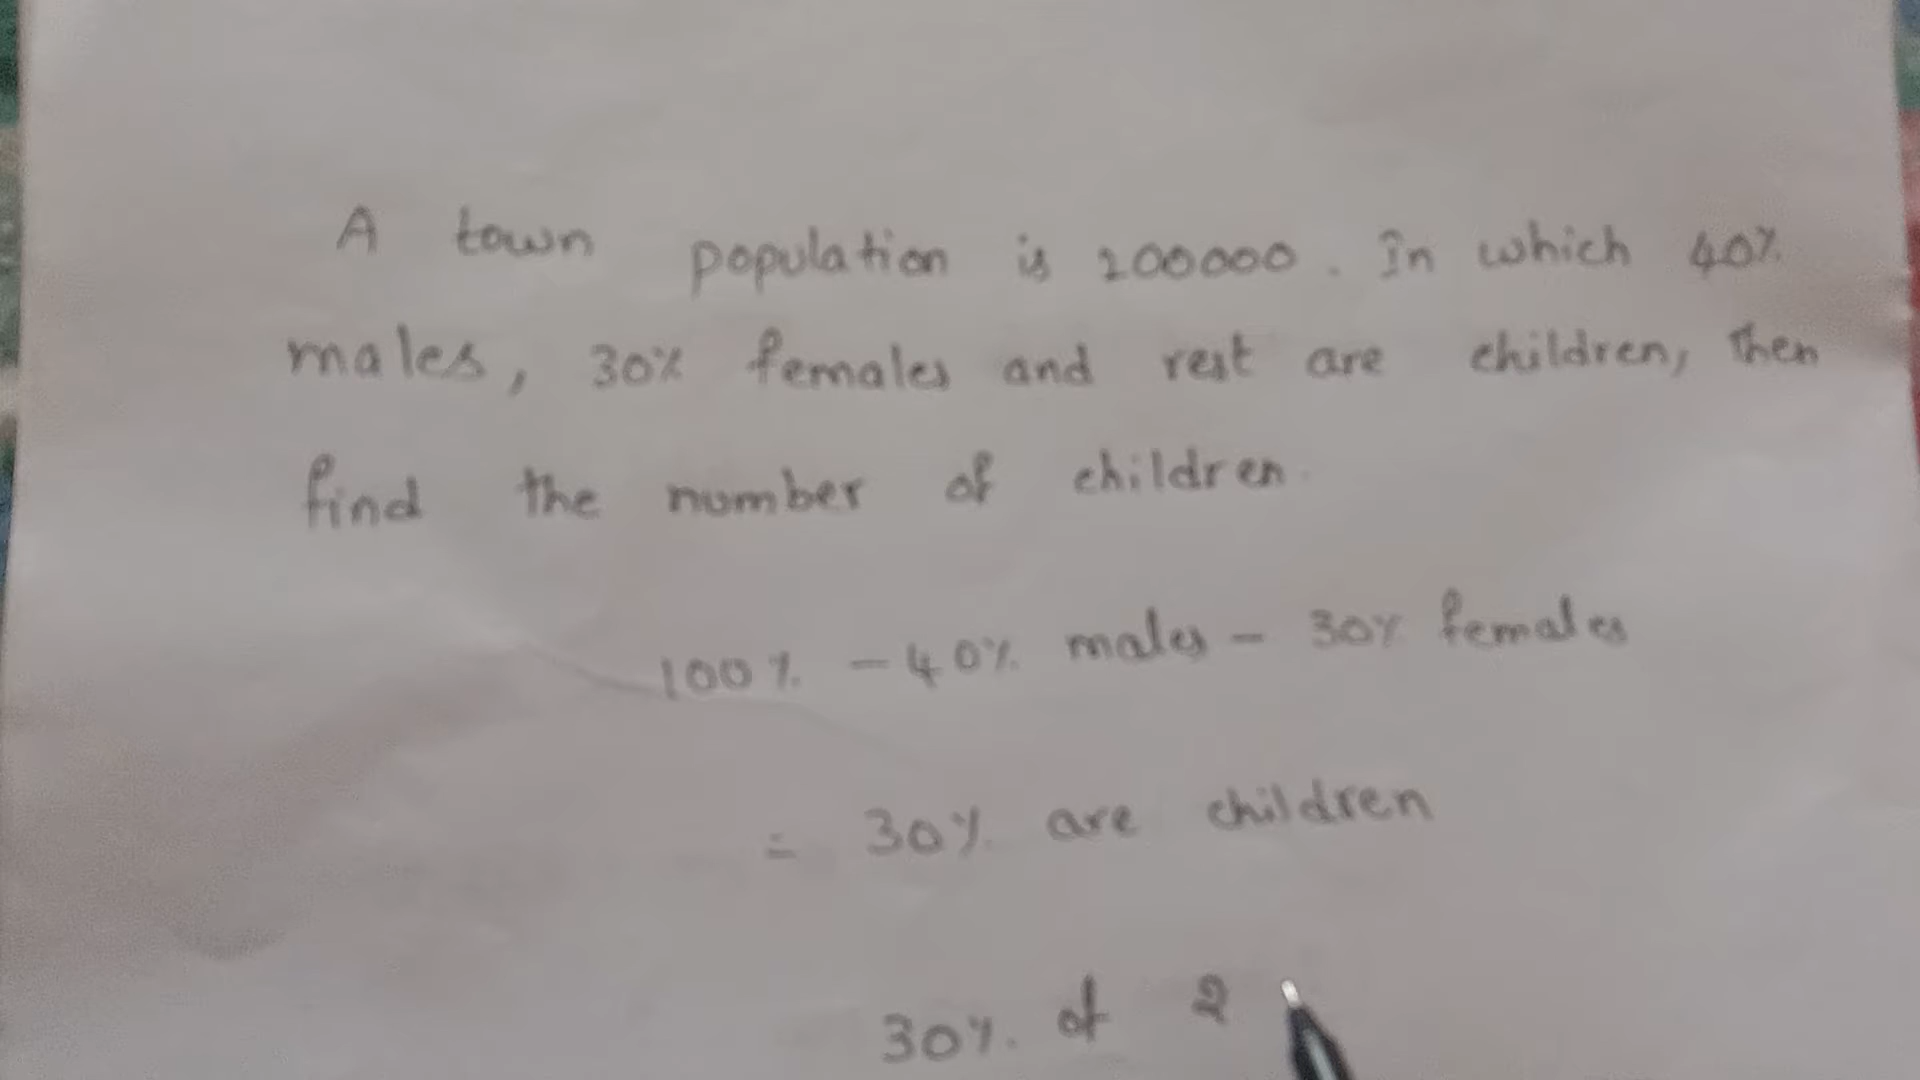 A town population is 200000. In which 40%
males, 30% females and rest are children, then
find the number of children.
100% - 40% males - 30% females
= 30% are children
30% of 2